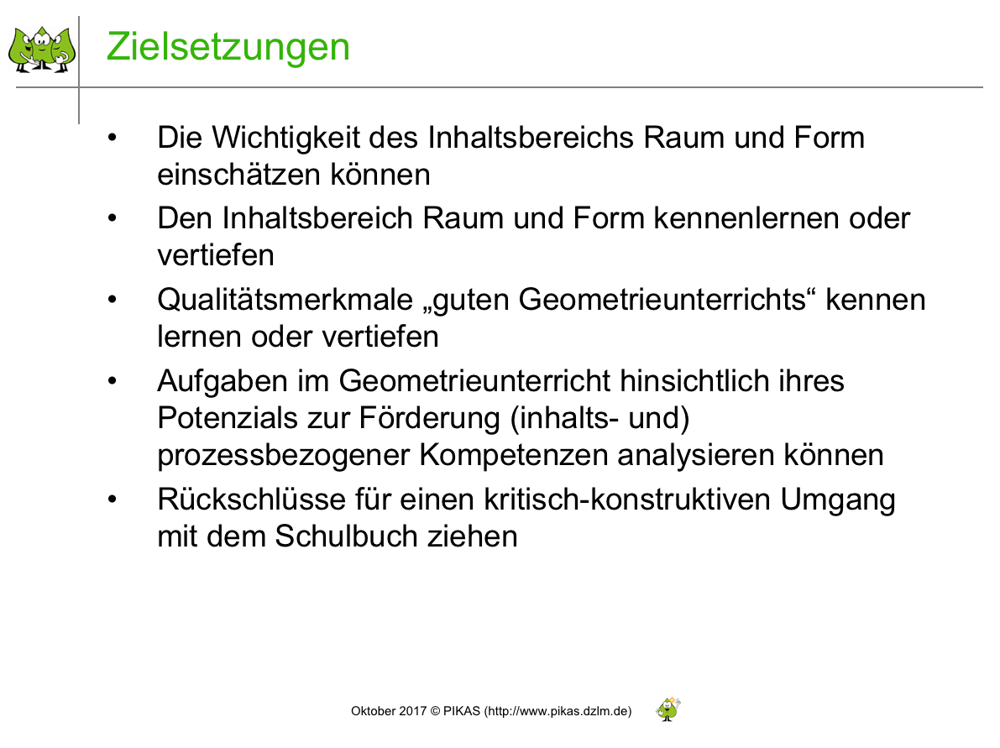 Zielsetzungen
• Die Wichtigkeit des Inhaltsbereichs Raum und Form
einschätzen können
• Den Inhaltsbereich Raum und Form kennenlernen oder
vertiefen
• Qualitätsmerkmale „guten Geometrieunterrichts“ kennen
lernen oder vertiefen
• Aufgaben im Geometrieunterricht hinsichtlich ihres
Potenzials zur Förderung (inhalts- und)
prozessbezogener Kompetenzen analysieren können
• Rückschlüsse für einen kritisch-konstruktiven Umgang
mit dem Schulbuch ziehen
Oktober 2017 © PIKAS (http://www.pikas.dzlm.de)